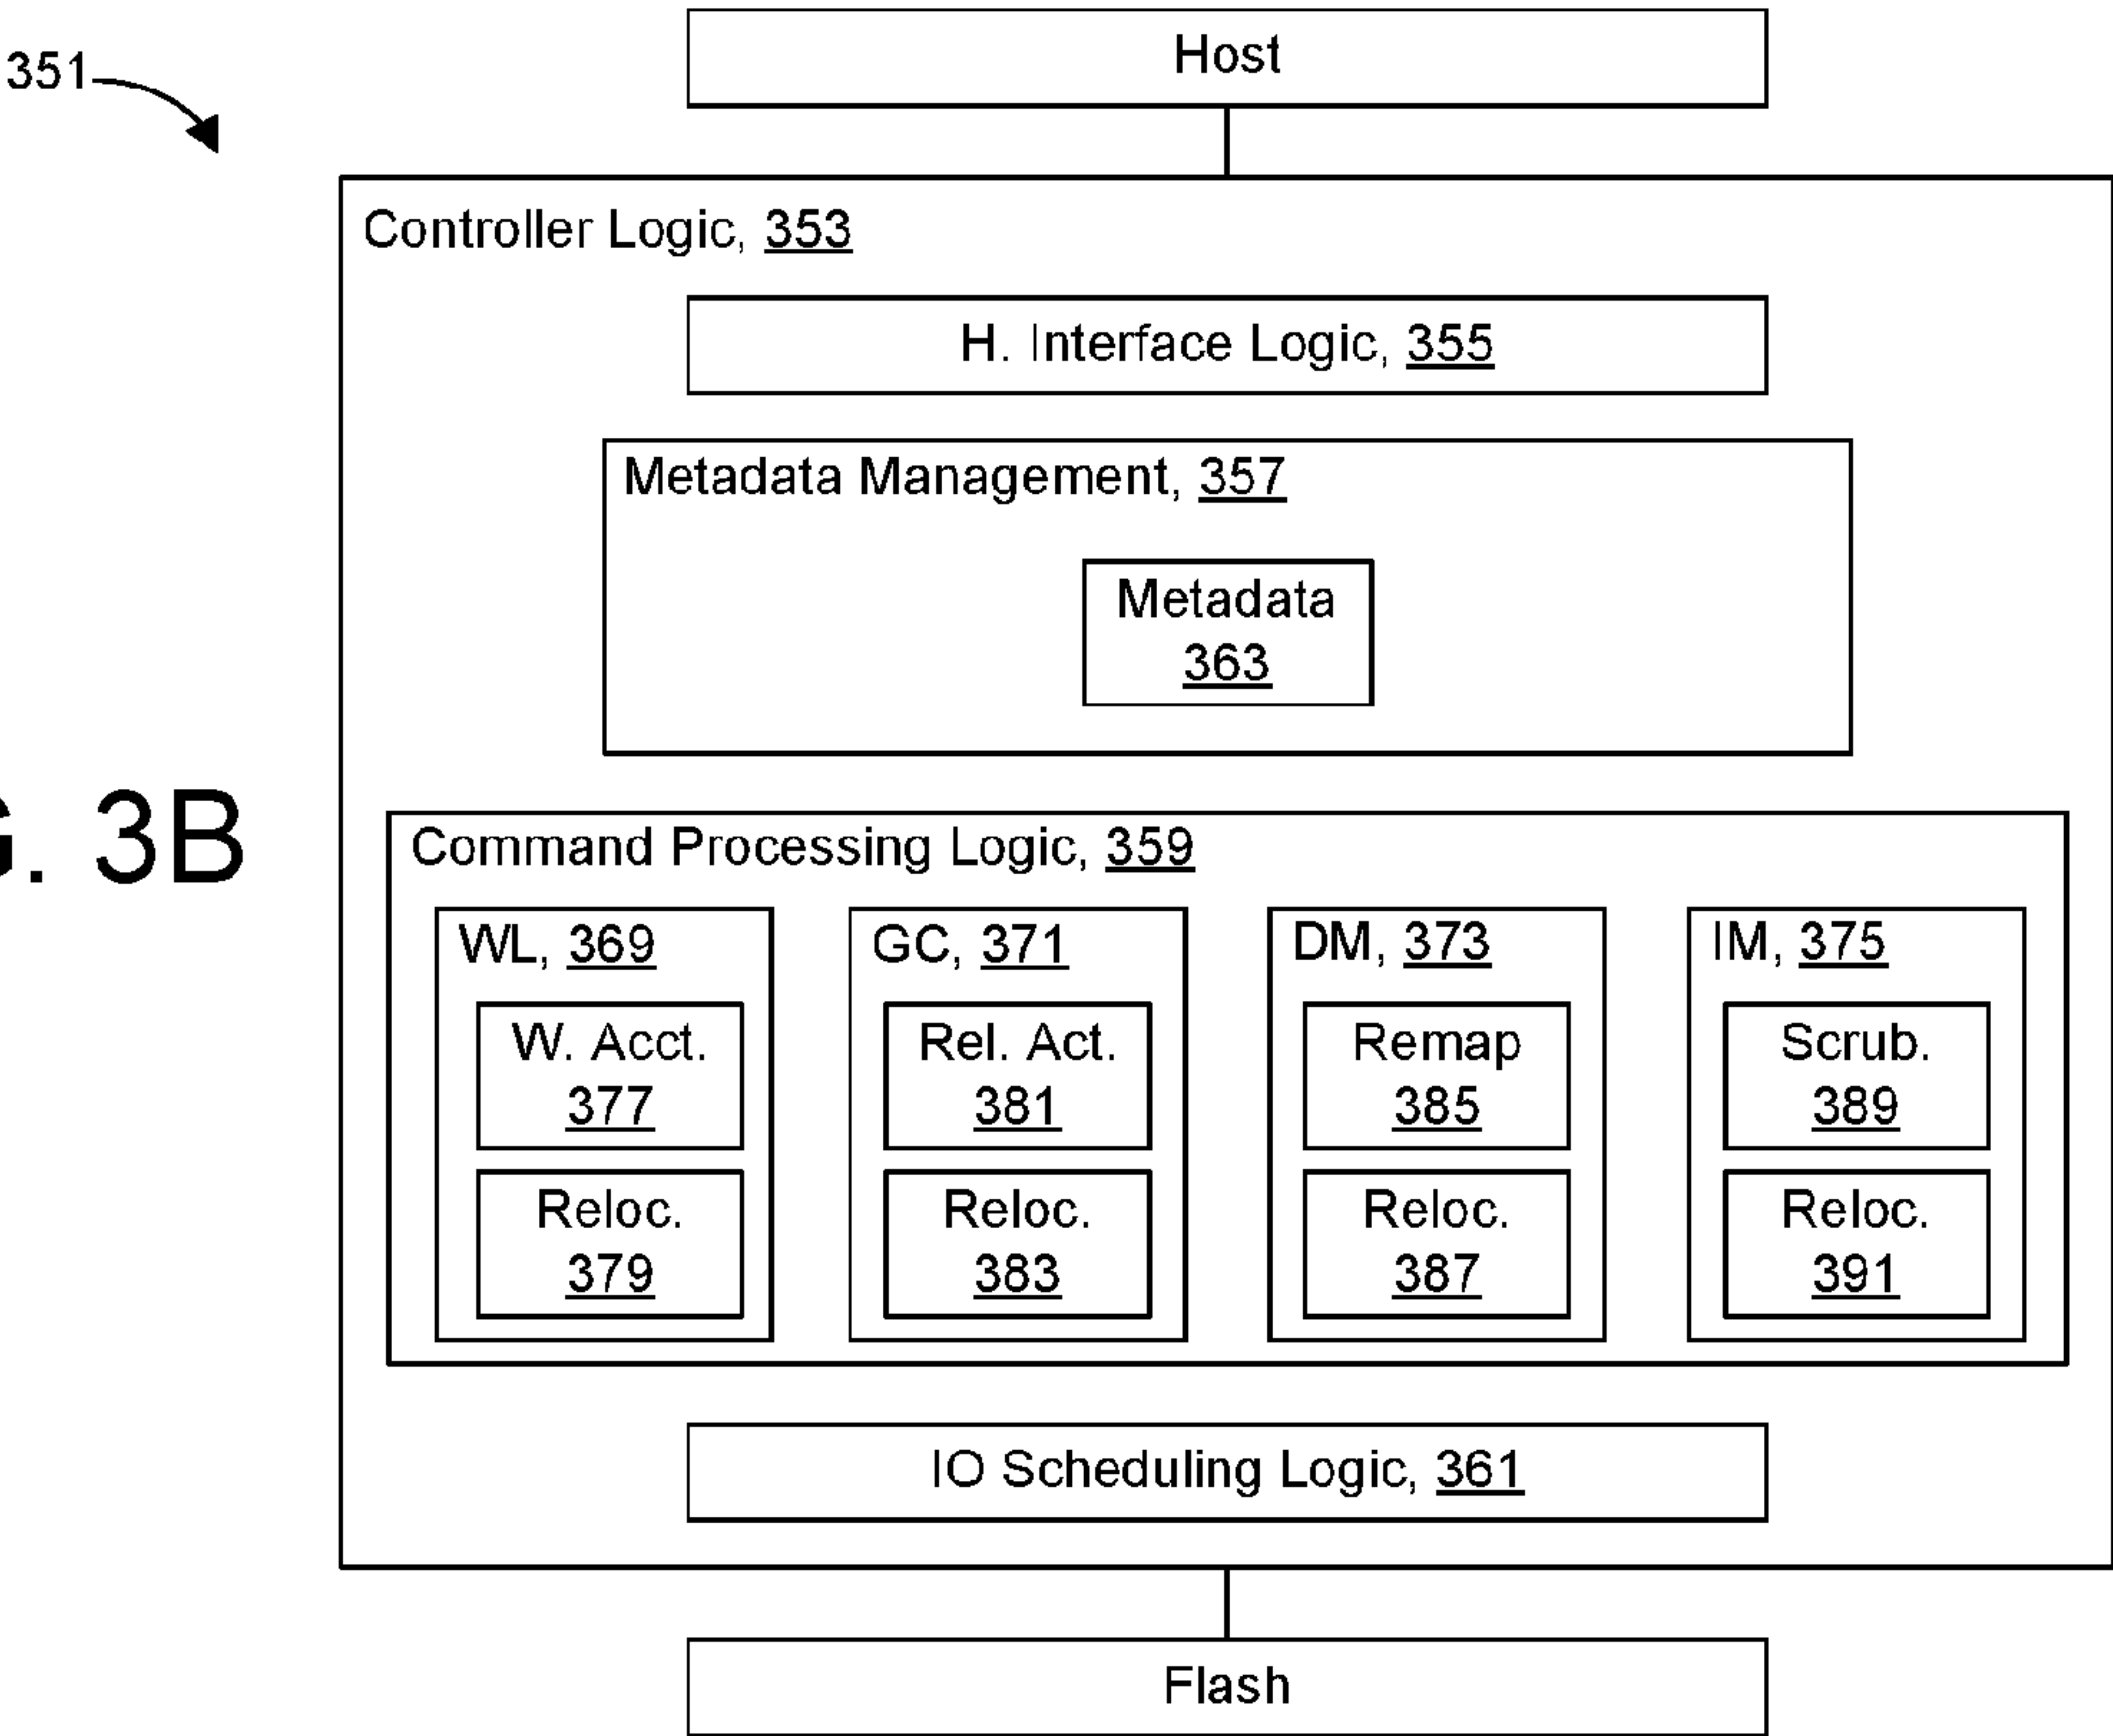 351
Host
Controller Logic, 353
H. Interface Logic, 355
Metadata Management, 357
Metadata
363
G. 3B
Command Processing Logic, 359
WL, 369
W. Acct.
377
Reloc.
379
GC, 371
Rel. Act.
381
Reloc.
383
DM, 373
Remap
385
Reloc.
387
IM, 375
Scrub.
389
Reloc.
391
IO Scheduling Logic, 361
Flash